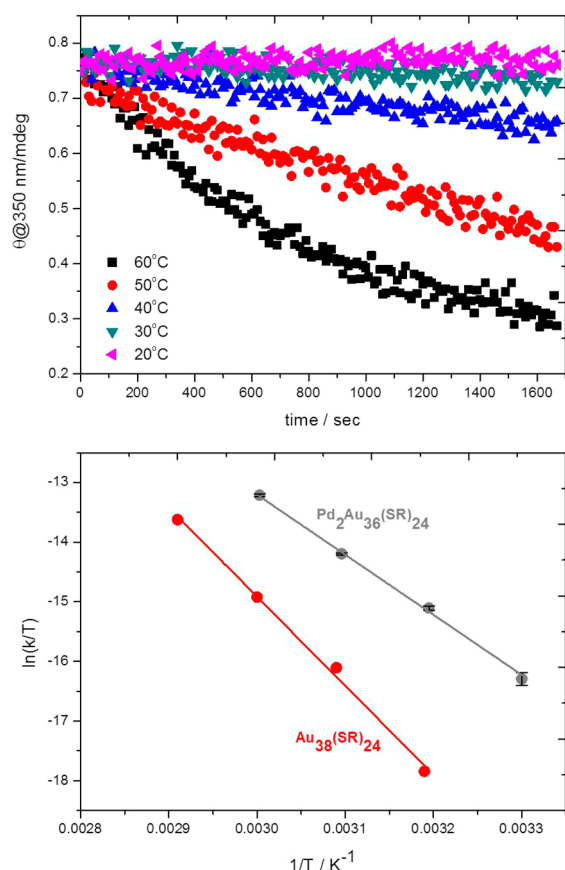 0.8
0.7
0.6
0.5
0.4
0.3
0.2
θ@350 nm/mdeg
60°C
50°C
40°C
30°C
20°C
0 200 400 600 800 1000 1200 1400 1600
time / sec
-13
-14
-15
-16
-17
-18
ln(k/T)
Pd2Au36(SR)24
Au38(SR)24
0.0028 0.0029 0.0030 0.0031 0.0032 0.0033
1/T / K-1